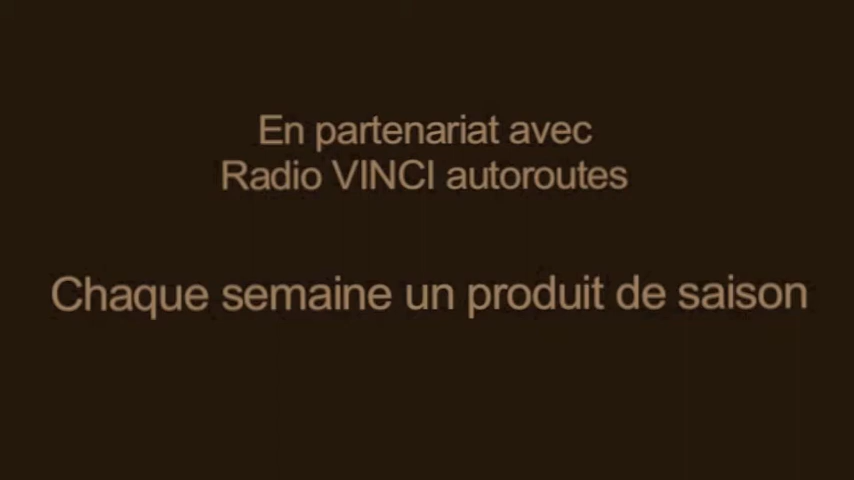 En partenariat avec
Radio VINCI autoroutes
Chaque semaine un produit de saison